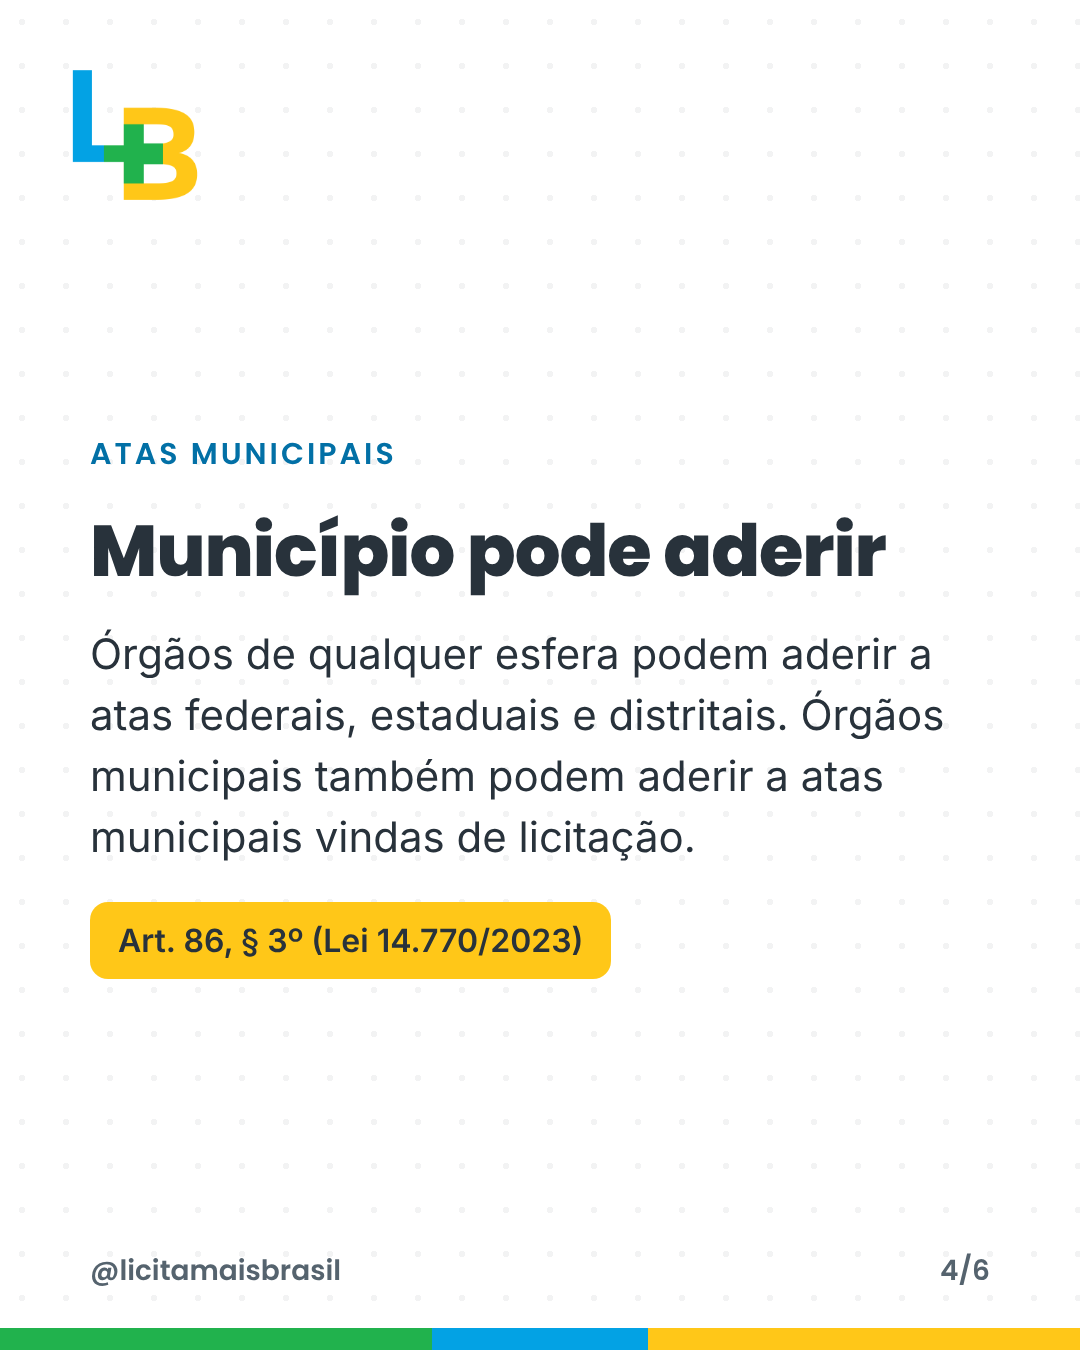 L+B
ATAS MUNICIPAIS
Município pode aderir
Órgãos de qualquer esfera podem aderir a
atas federais, estaduais e distritais. Órgãos
municipais também podem aderir a atas
municipais vindas de licitação.
Art. 86, § 3º (Lei 14.770/2023)
@licitamaisbrasil
4/6